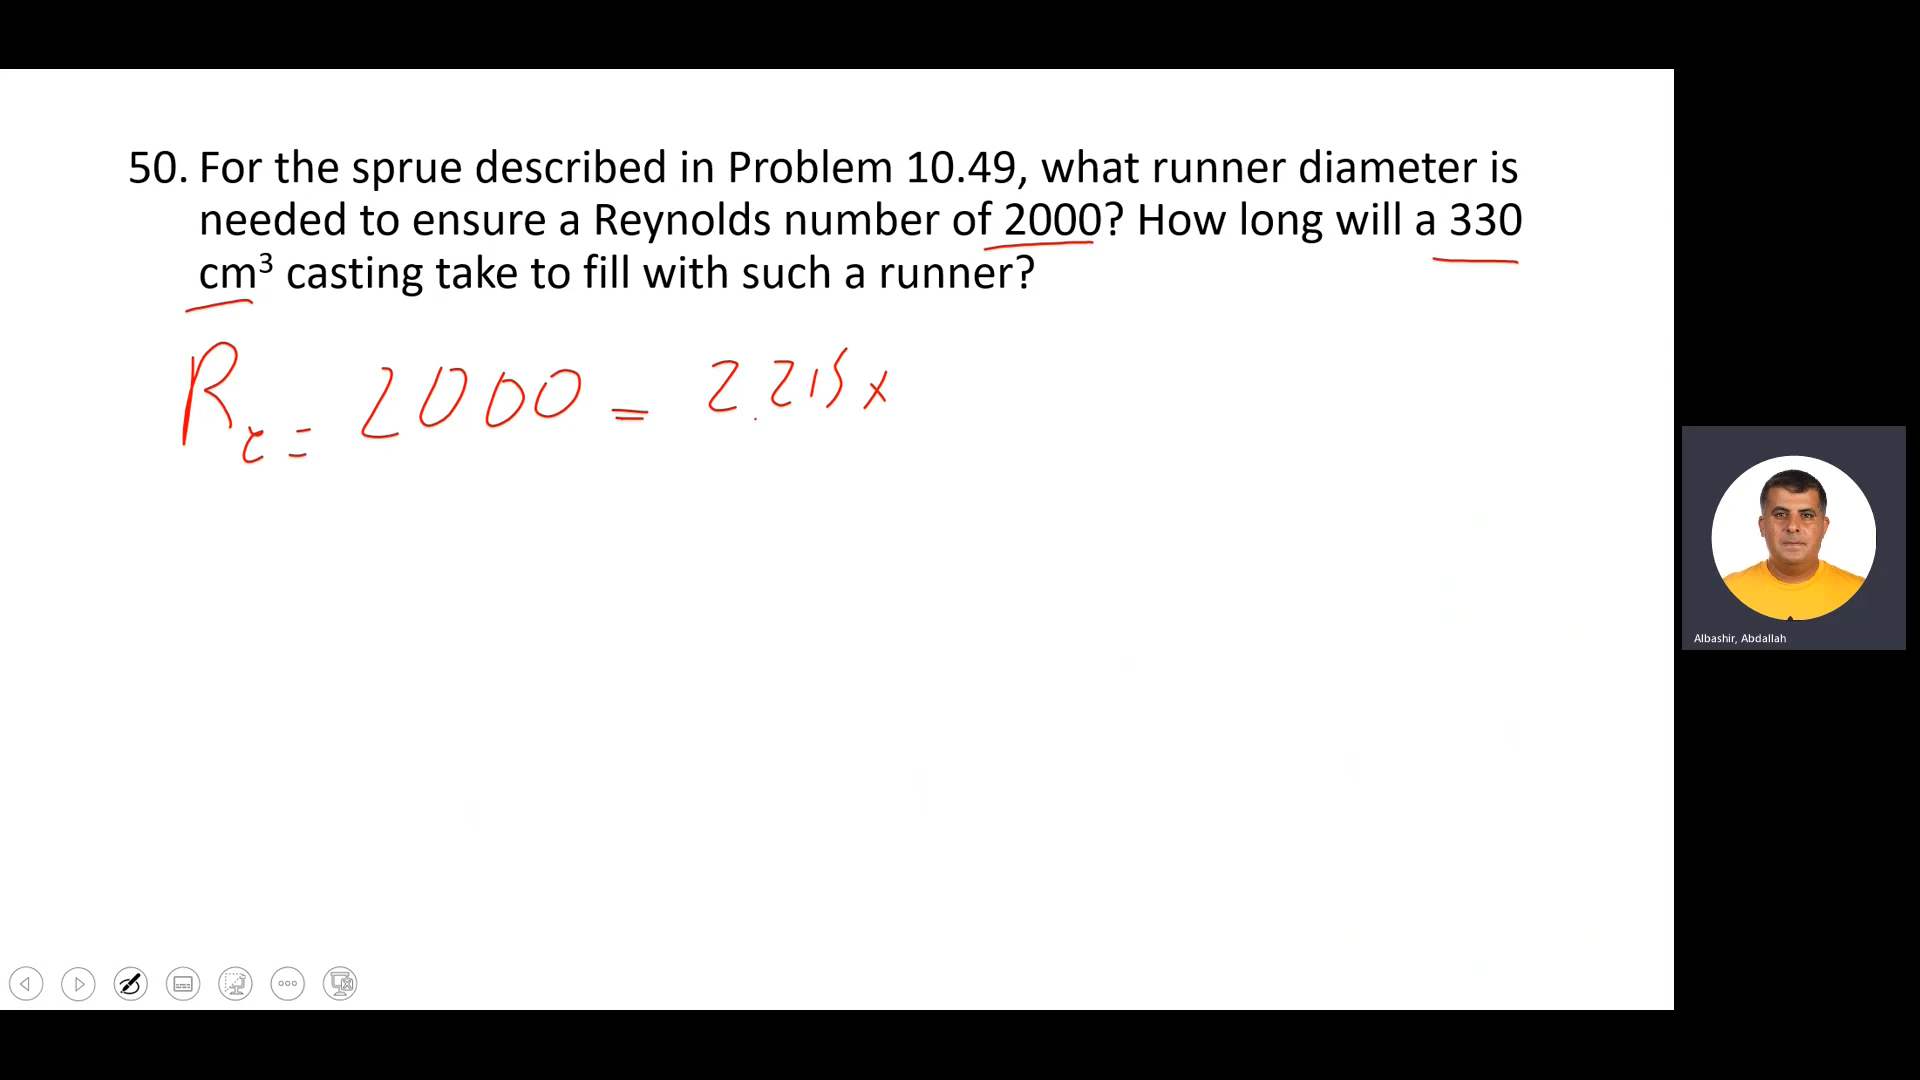 50. For the sprue described in Problem 10.49, what runner diameter is
needed to ensure a Reynolds number of 2000? How long will a 330
cm³ casting take to fill with such a runner?
Re = 2000 = 2.215 x
Albashir, Abdallah